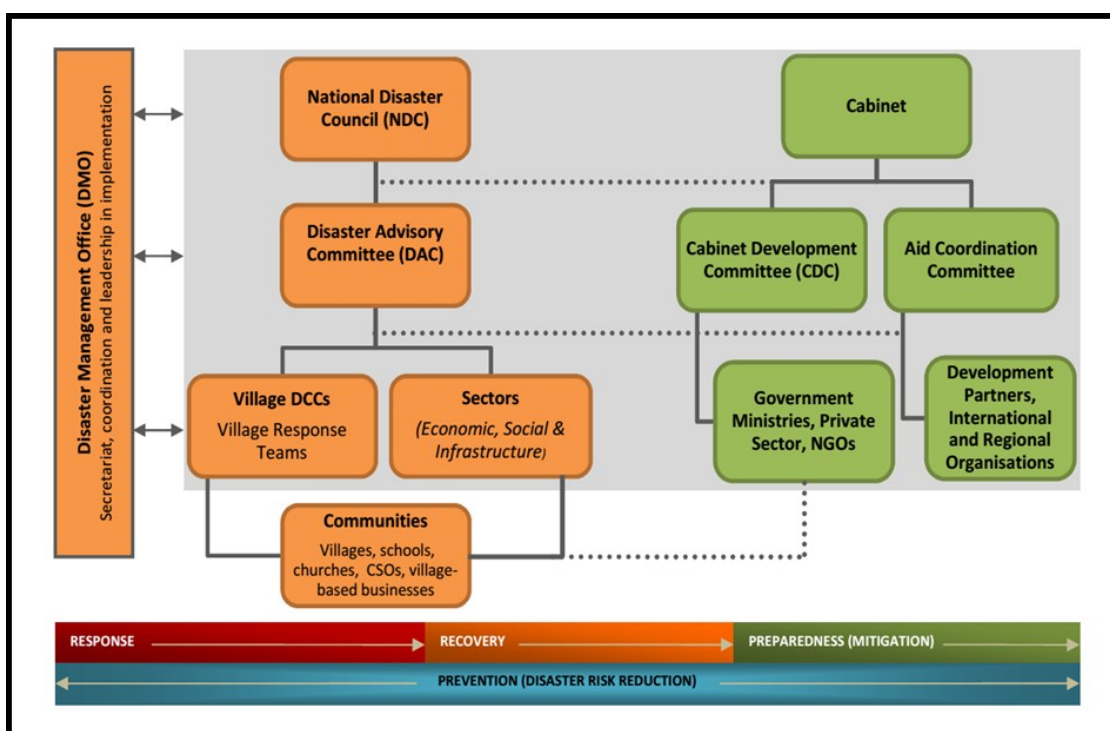 Disaster Management Office (DMO)
Secretariat, coordination and leadership in implementation
National Disaster
Council (NDC)
Cabinet
Disaster Advisory
Committee (DAC)
Cabinet Development
Committee (CDC)
Aid Coordination
Committee
Village DCCs
Village Response
Teams
Sectors
(Economic, Social &
Infrastructure)
Government
Ministries, Private
Sector, NGOs
Development
Partners,
International
and Regional
Organisations
Communities
Villages, schools,
churches, CSOs, village-
based businesses
RESPONSE
RECOVERY
PREPAREDNESS (MITIGATION)
PREVENTION (DISASTER RISK REDUCTION)